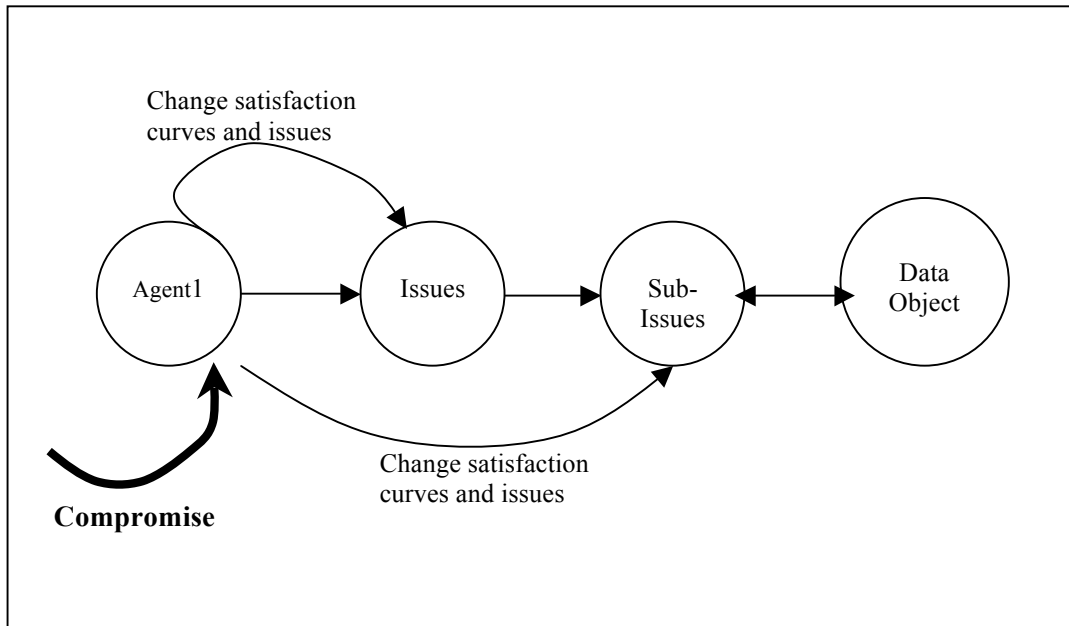 Change satisfaction
curves and issues
Agent1
Issues
Sub-
Issues
Data
Object
Change satisfaction
curves and issues
Compromise